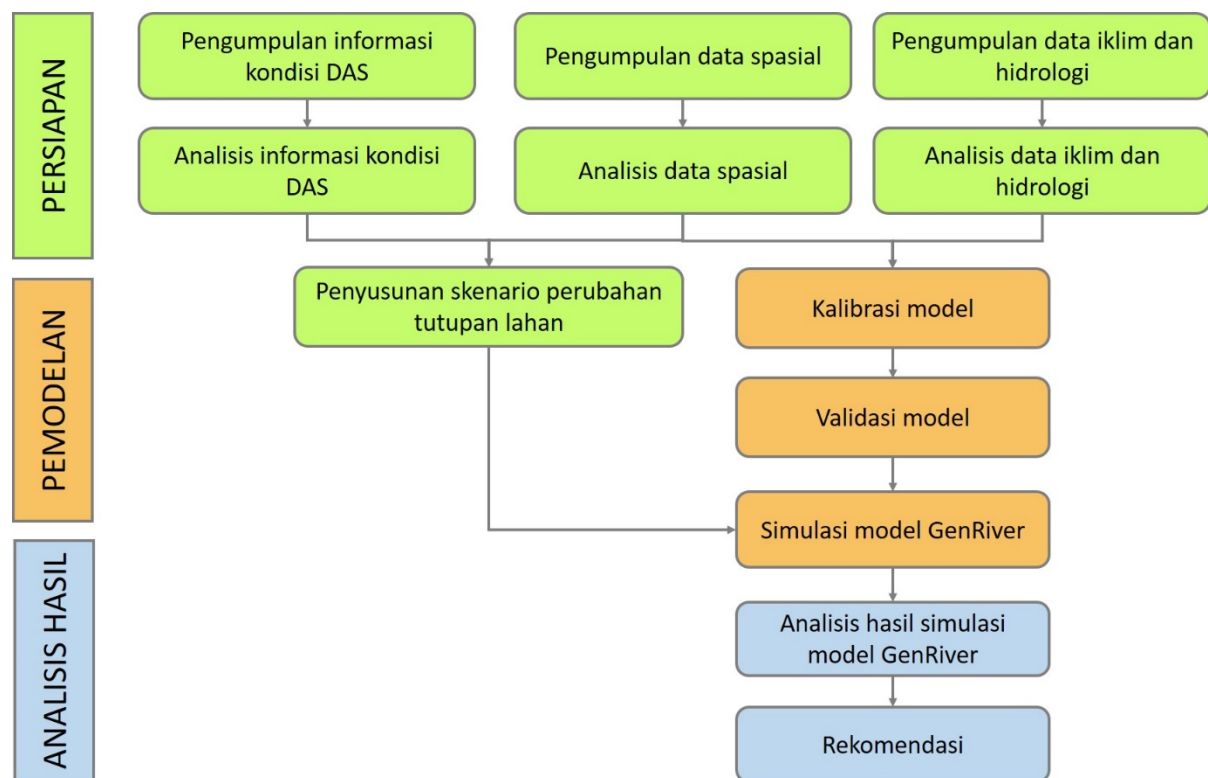 PERSIAPAN
Pengumpulan informasi
kondisi DAS
Pengumpulan data spasial
Pengumpulan data iklim dan
hidrologi
Analisis informasi kondisi
DAS
Analisis data spasial
Analisis data iklim dan
hidrologi
Penyusunan skenario perubahan
tutupan lahan
PEMODELAN
Kalibrasi model
Validasi model
Simulasi model GenRiver
ANALISIS HASIL
Analisis hasil simulasi
model GenRiver
Rekomendasi